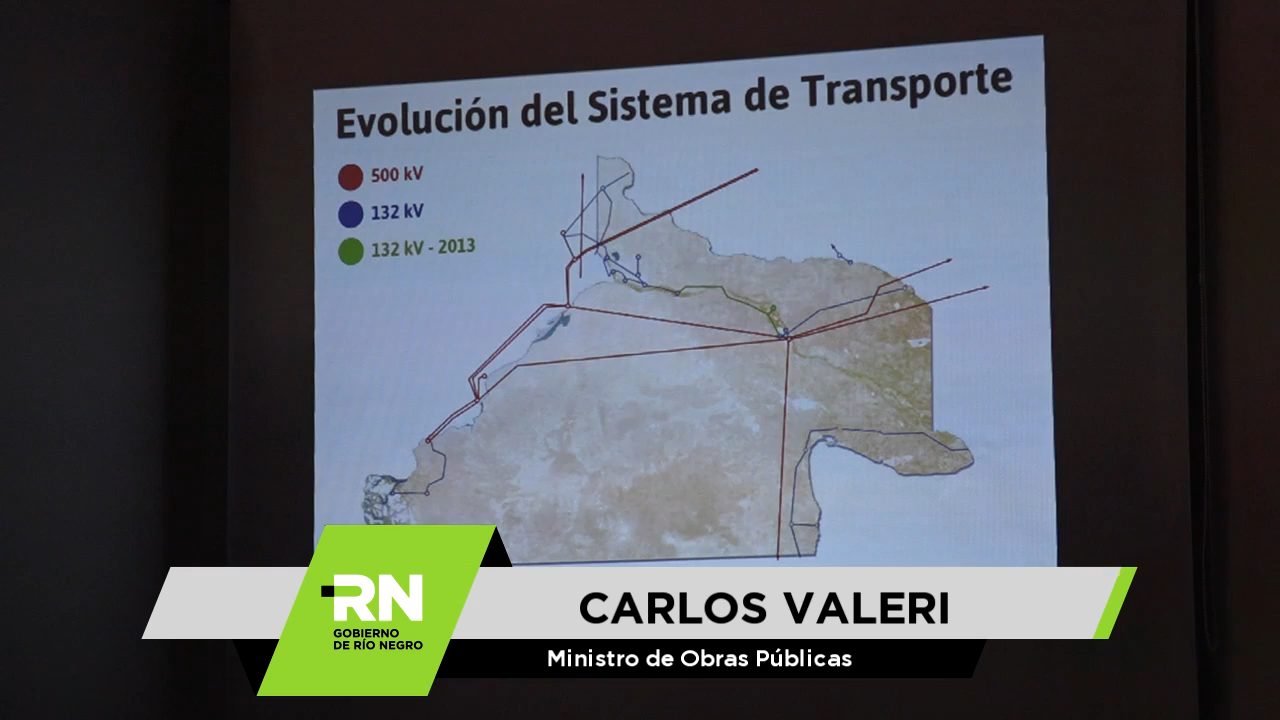 Evolución del Sistema de Transporte
500 kV
132 kV
132 kV - 2013
RN
GOBIERNO
DE RÍO NEGRO
CARLOS VALERI
Ministro de Obras Públicas